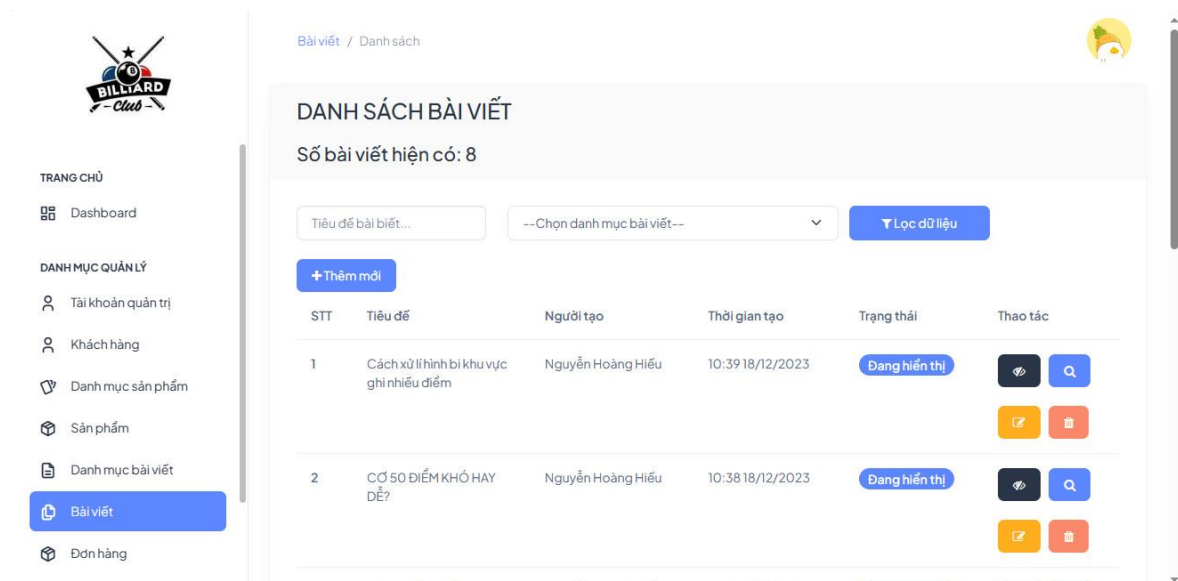 BILLIARD
- Club -
TRANG CHỦ
Dashboard
DANH MỤC QUẢN LÝ
Tài khoản quản trị
Khách hàng
Danh mục sản phẩm
Sản phẩm
Danh mục bài viết
Bài viết
Đơn hàng
Bài viết / Danh sách
DANH SÁCH BÀI VIẾT
Số bài viết hiện có: 8
Tiêu đề bài biết...
--Chọn danh mục bài viết--
Lọc dữ liệu
+Thêm mới
STT Tiêu đề Người tạo Thời gian tạo Trạng thái Thao tác
1 Cách xử lí hình bi khu vực Nguyễn Hoàng Hiếu 10:39 18/12/2023 Đang hiển thị
ghi nhiều điểm
2 CƠ 50 ĐIỂM KHÓ HAY Nguyễn Hoàng Hiếu 10:38 18/12/2023 Đang hiển thị
DỄ?